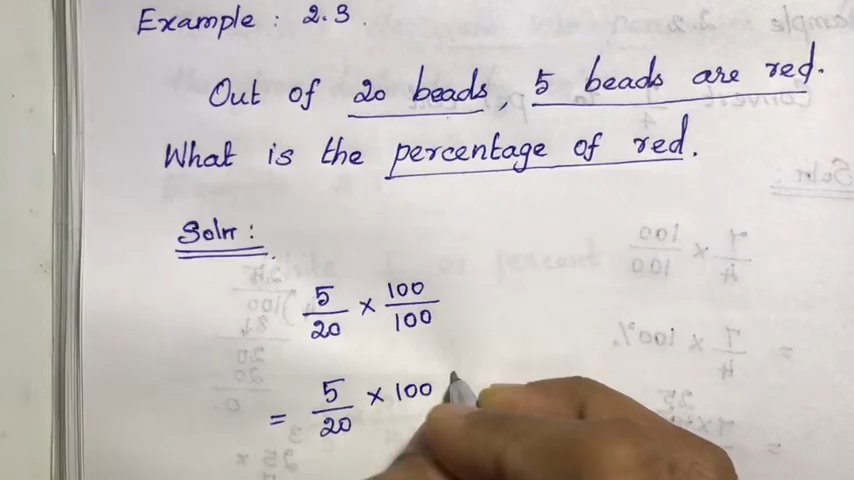 Example : 2.3.
Out of 20 beads, 5 beads are red.
What is the percentage of red.
Soln :
5/20 × 100/100
= 5/20 × 100